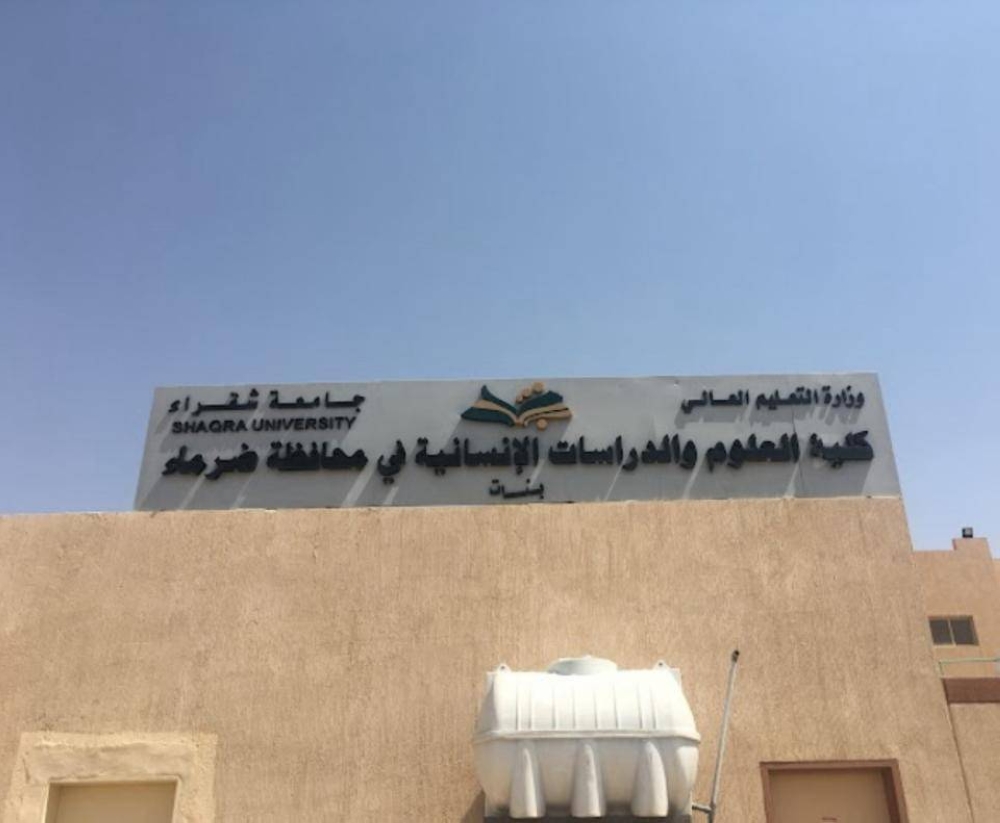 وزارة التعليم العالي
جامعة شقراء
SHAQRA UNIVERSITY
كلية العلوم والدراسات الإنسانية في محافظة ضرماء
بنات